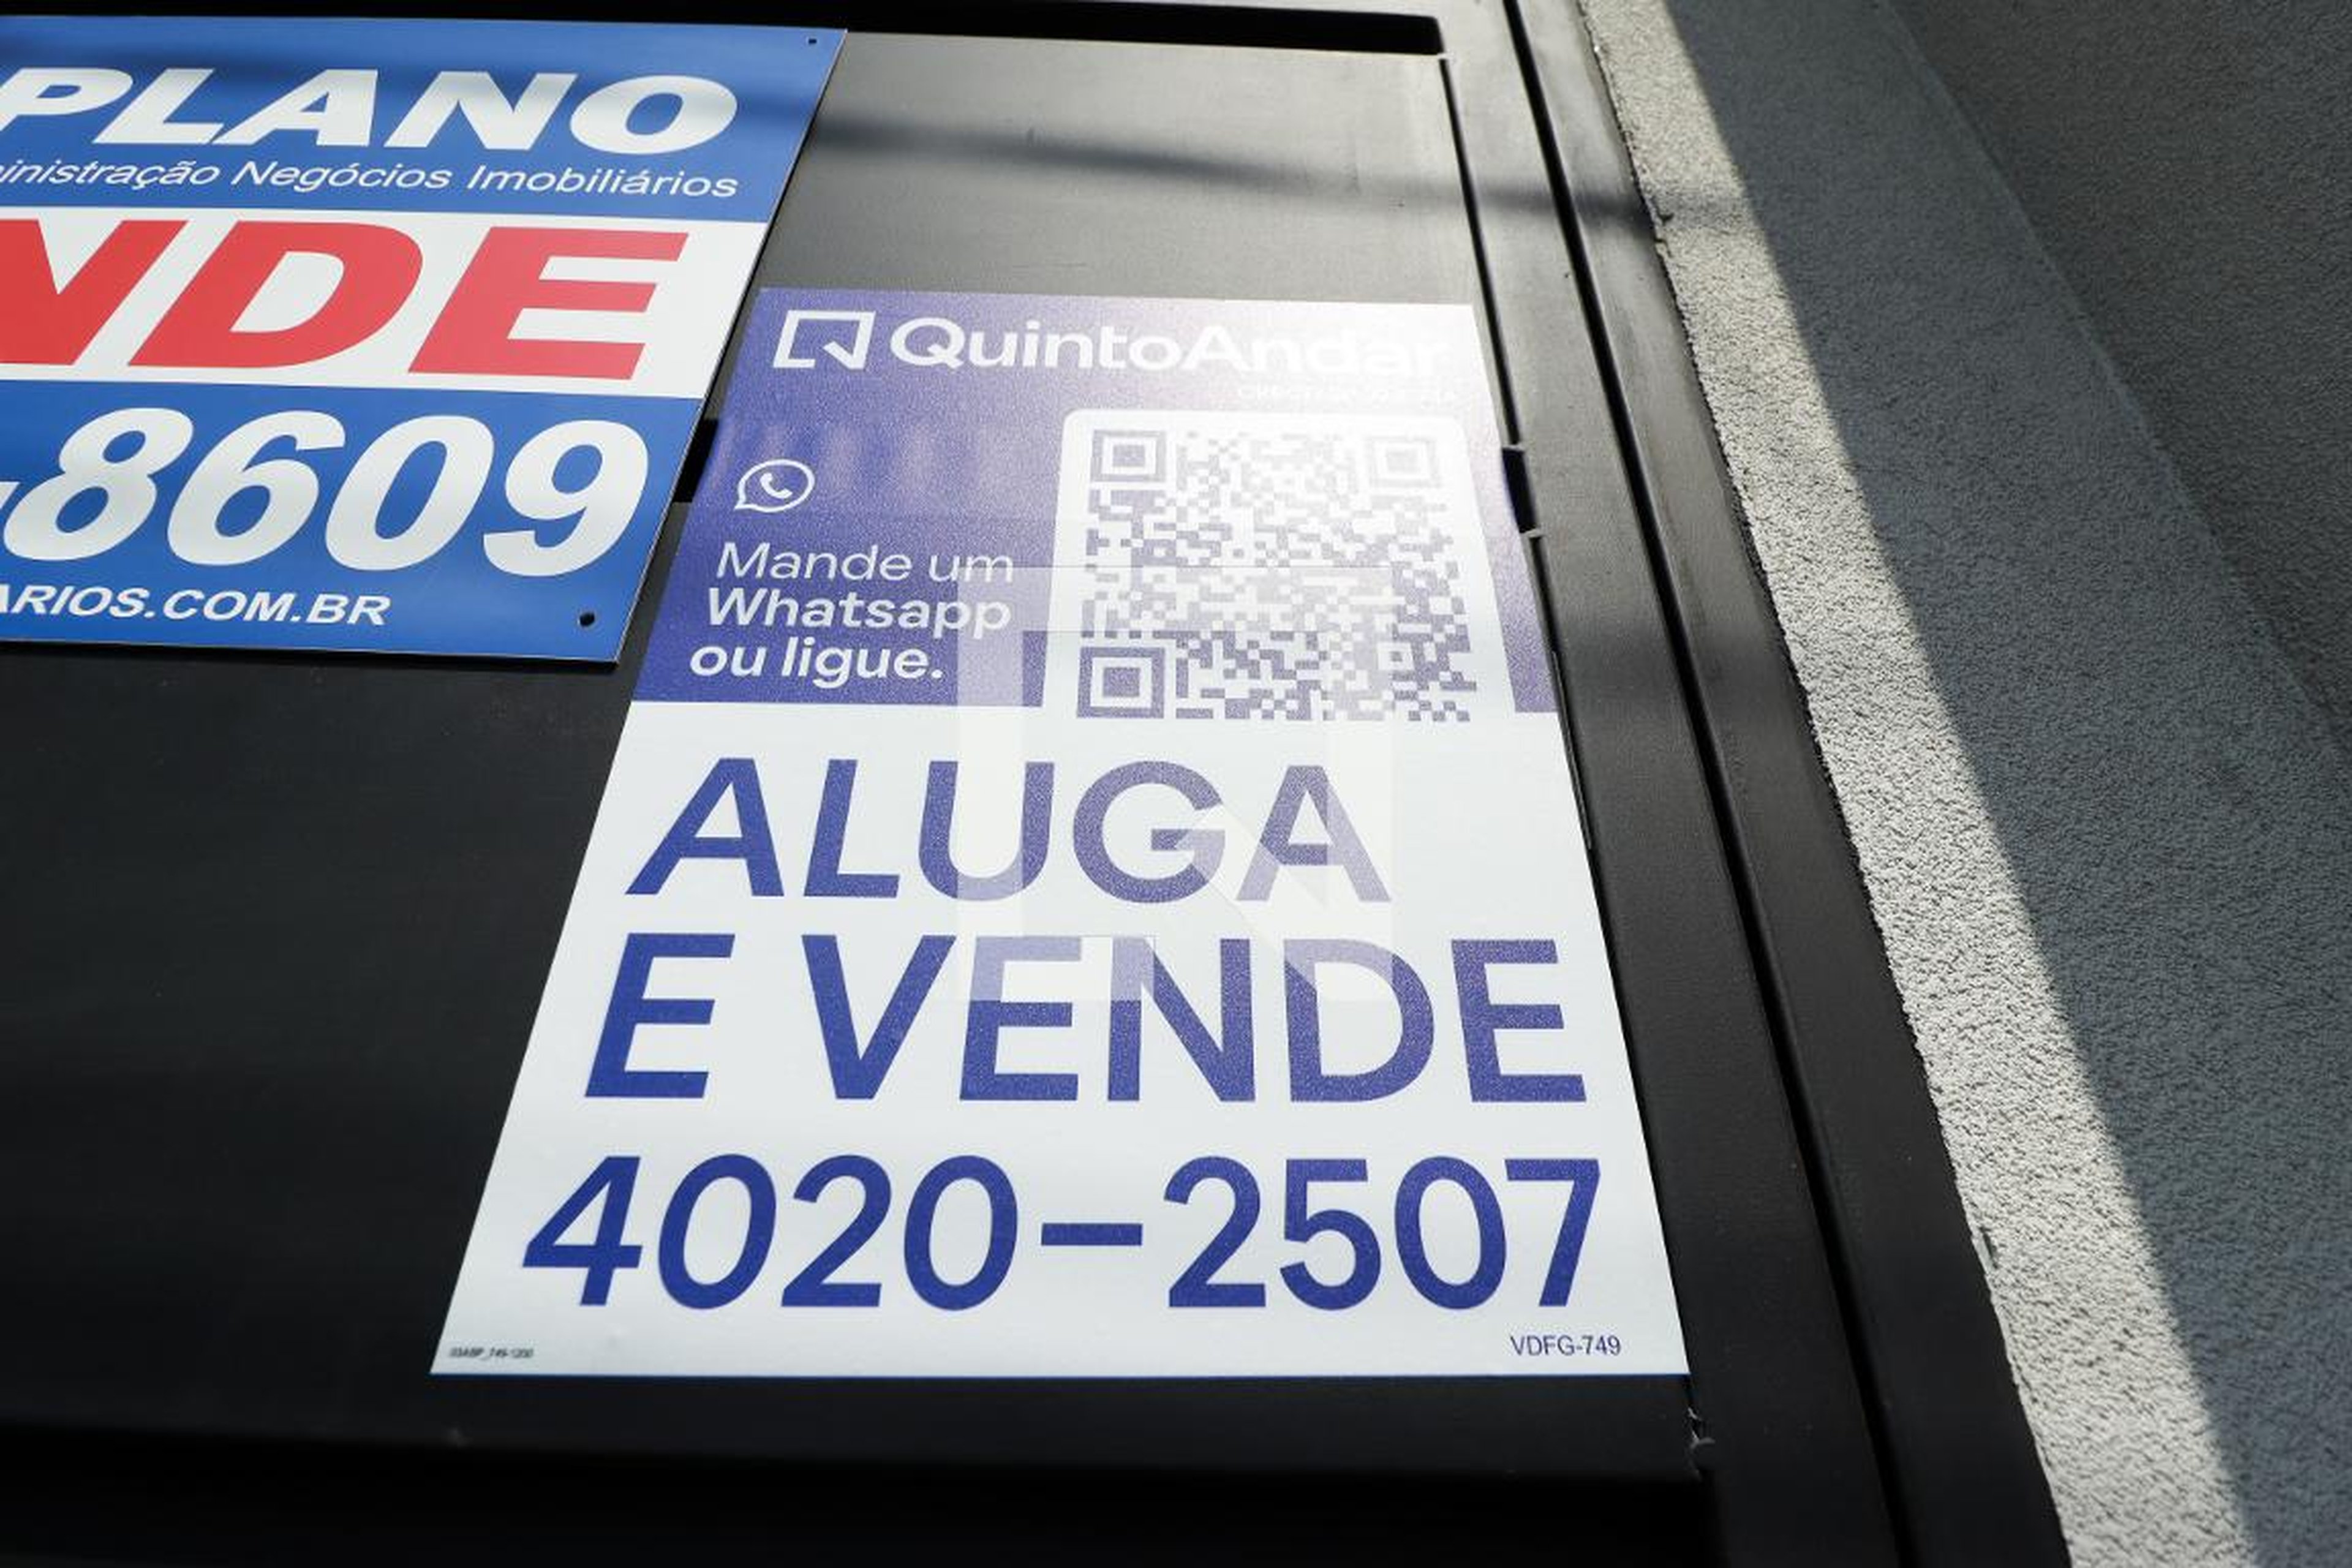 PLANO
ministração Negócios Imobiliários
NDE
-8609
ARIOS.COM.BR
QuintoAndar
Mande um
Whatsapp
ou ligue.
ALUGA
E VENDE
4020-2507
VDFG-749